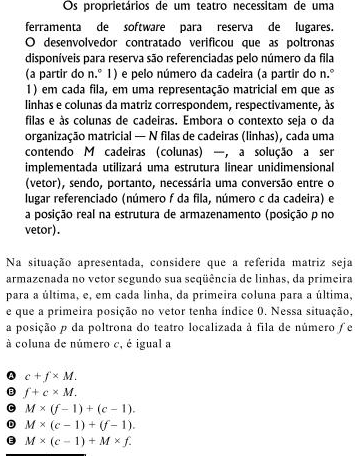 Os proprietários de um teatro necessitam de uma
ferramenta de software para reserva de lugares.
O desenvolvedor contratado verificou que as poltronas
disponíveis para reserva são referenciadas pelo número da fila
(a partir do n.º 1) e pelo número da cadeira (a partir do n.º
1) em cada fila, em uma representação matricial em que as
linhas e colunas da matriz correspondem, respectivamente, às
filas e às colunas de cadeiras. Embora o contexto seja o da
organização matricial — N filas de cadeiras (linhas), cada uma
contendo M cadeiras (colunas) —, a solução a ser
implementada utilizará uma estrutura linear unidimensional
(vetor), sendo, portanto, necessária uma conversão entre o
lugar referenciado (número f da fila, número c da cadeira) e
a posição real na estrutura de armazenamento (posição p no
vetor).
Na situação apresentada, considere que a referida matriz seja
armazenada no vetor segundo sua seqüência de linhas, da primeira
para a última, e, em cada linha, da primeira coluna para a última,
e que a primeira posição no vetor tenha índice 0. Nessa situação,
a posição p da poltrona do teatro localizada à fila de número f e
à coluna de número c, é igual a
A c + f × M.
B f + c × M.
C M × (f – 1) + (c – 1).
D M × (c – 1) + (f – 1).
E M × (c – 1) + M × f.